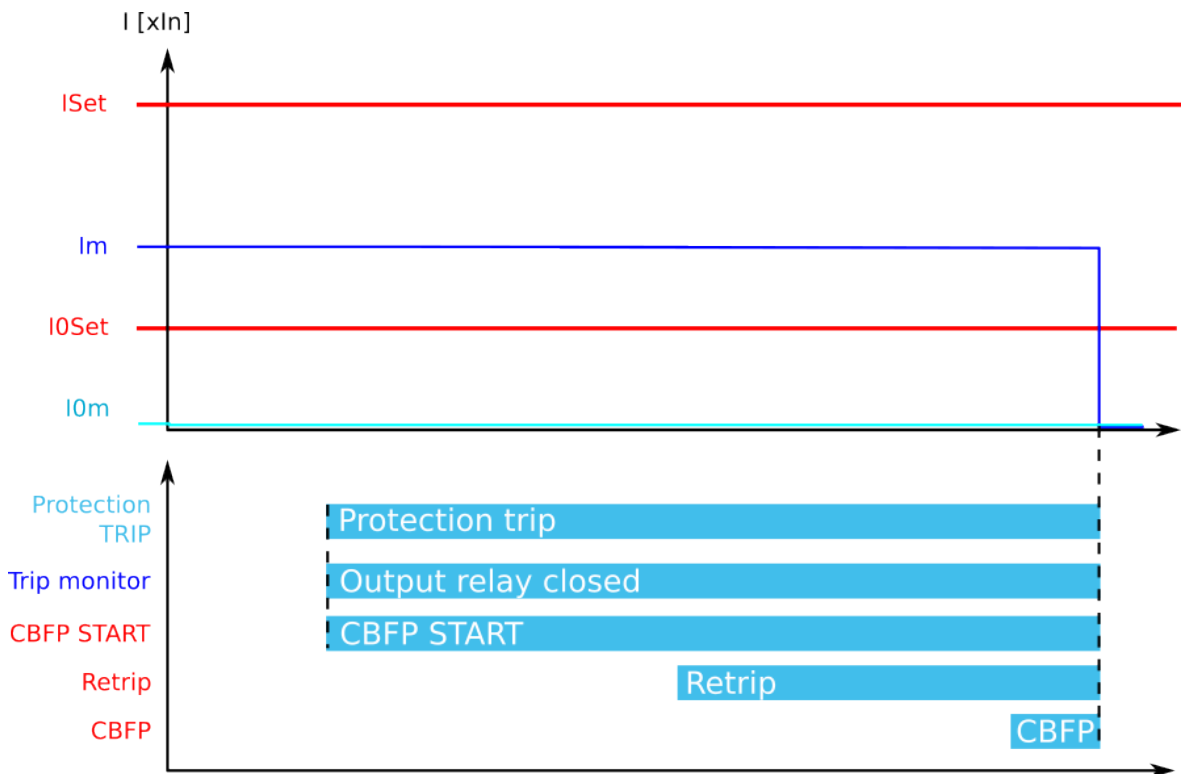 I [xIn]
ISet
Im
I0Set
I0m
Protection
TRIP
Protection trip
Trip monitor
Output relay closed
CBFP START
CBFP START
Retrip
Retrip
CBFP
CBFP